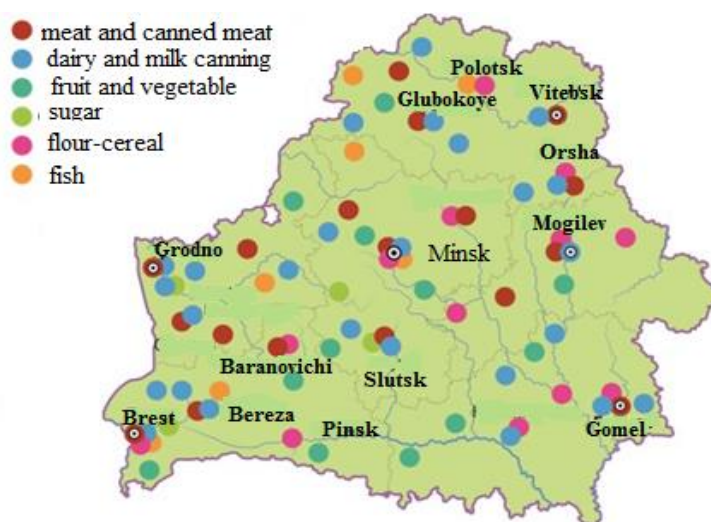 meat and canned meat
dairy and milk canning
fruit and vegetable
sugar
flour-cereal
fish
Polotsk
Glubokoye
Vitebsk
Orsha
Mogilev
Grodno
Minsk
Baranovichi
Slutsk
Brest
Bereza
Pinsk
Gomel